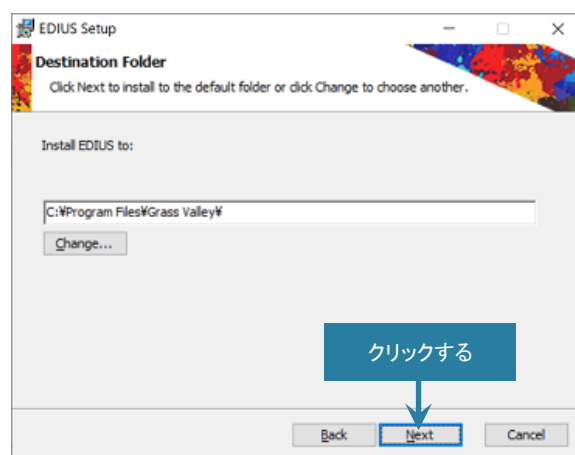 EDIUS Setup
Destination Folder
Click Next to install to the default folder or click Change to choose another.
Install EDIUS to:
C:¥Program Files¥Grass Valley¥
Change...
クリックする
Back Next Cancel